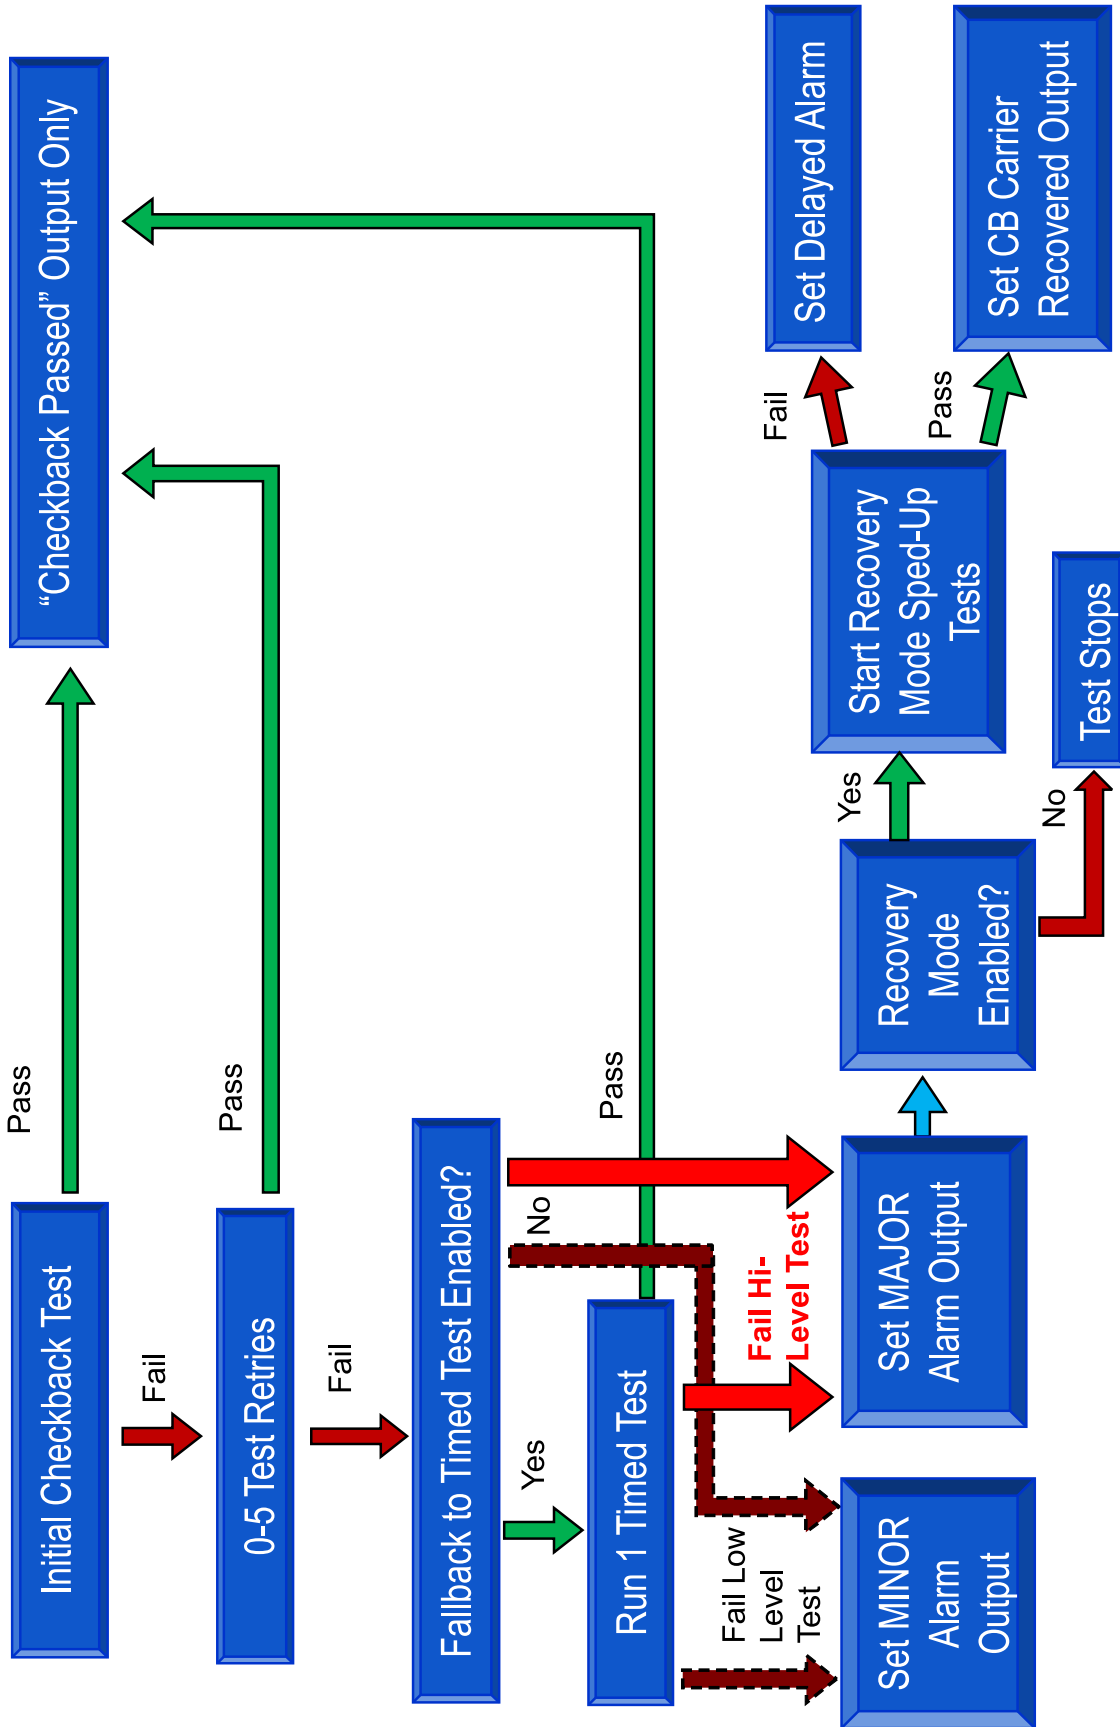 Initial Checkback Test
Pass
“Checkback Passed” Output Only
Fail
0-5 Test Retries
Pass
Fail
Fallback to Timed Test Enabled?
Yes
No
Run 1 Timed Test
Pass
Fail Low
Level
Test
Fail Hi-
Level Test
Set MINOR
Alarm
Output
Set MAJOR
Alarm Output
Recovery
Mode
Enabled?
Yes
No
Start Recovery
Mode Sped-Up
Tests
Test Stops
Fail
Pass
Set Delayed Alarm
Set CB Carrier
Recovered Output